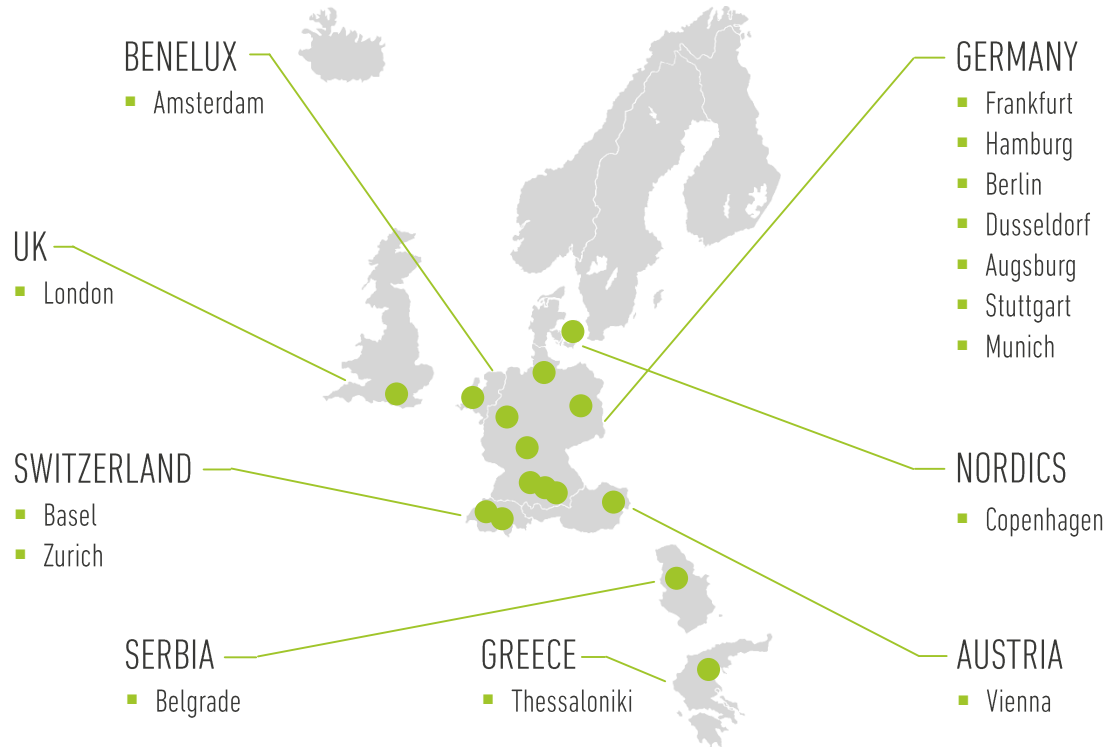 BENELUX
Amsterdam
GERMANY
Frankfurt
Hamburg
Berlin
Dusseldorf
Augsburg
Stuttgart
Munich
UK
London
SWITZERLAND
Basel
Zurich
NORDICS
Copenhagen
SERBIA
Belgrade
GREECE
Thessaloniki
AUSTRIA
Vienna